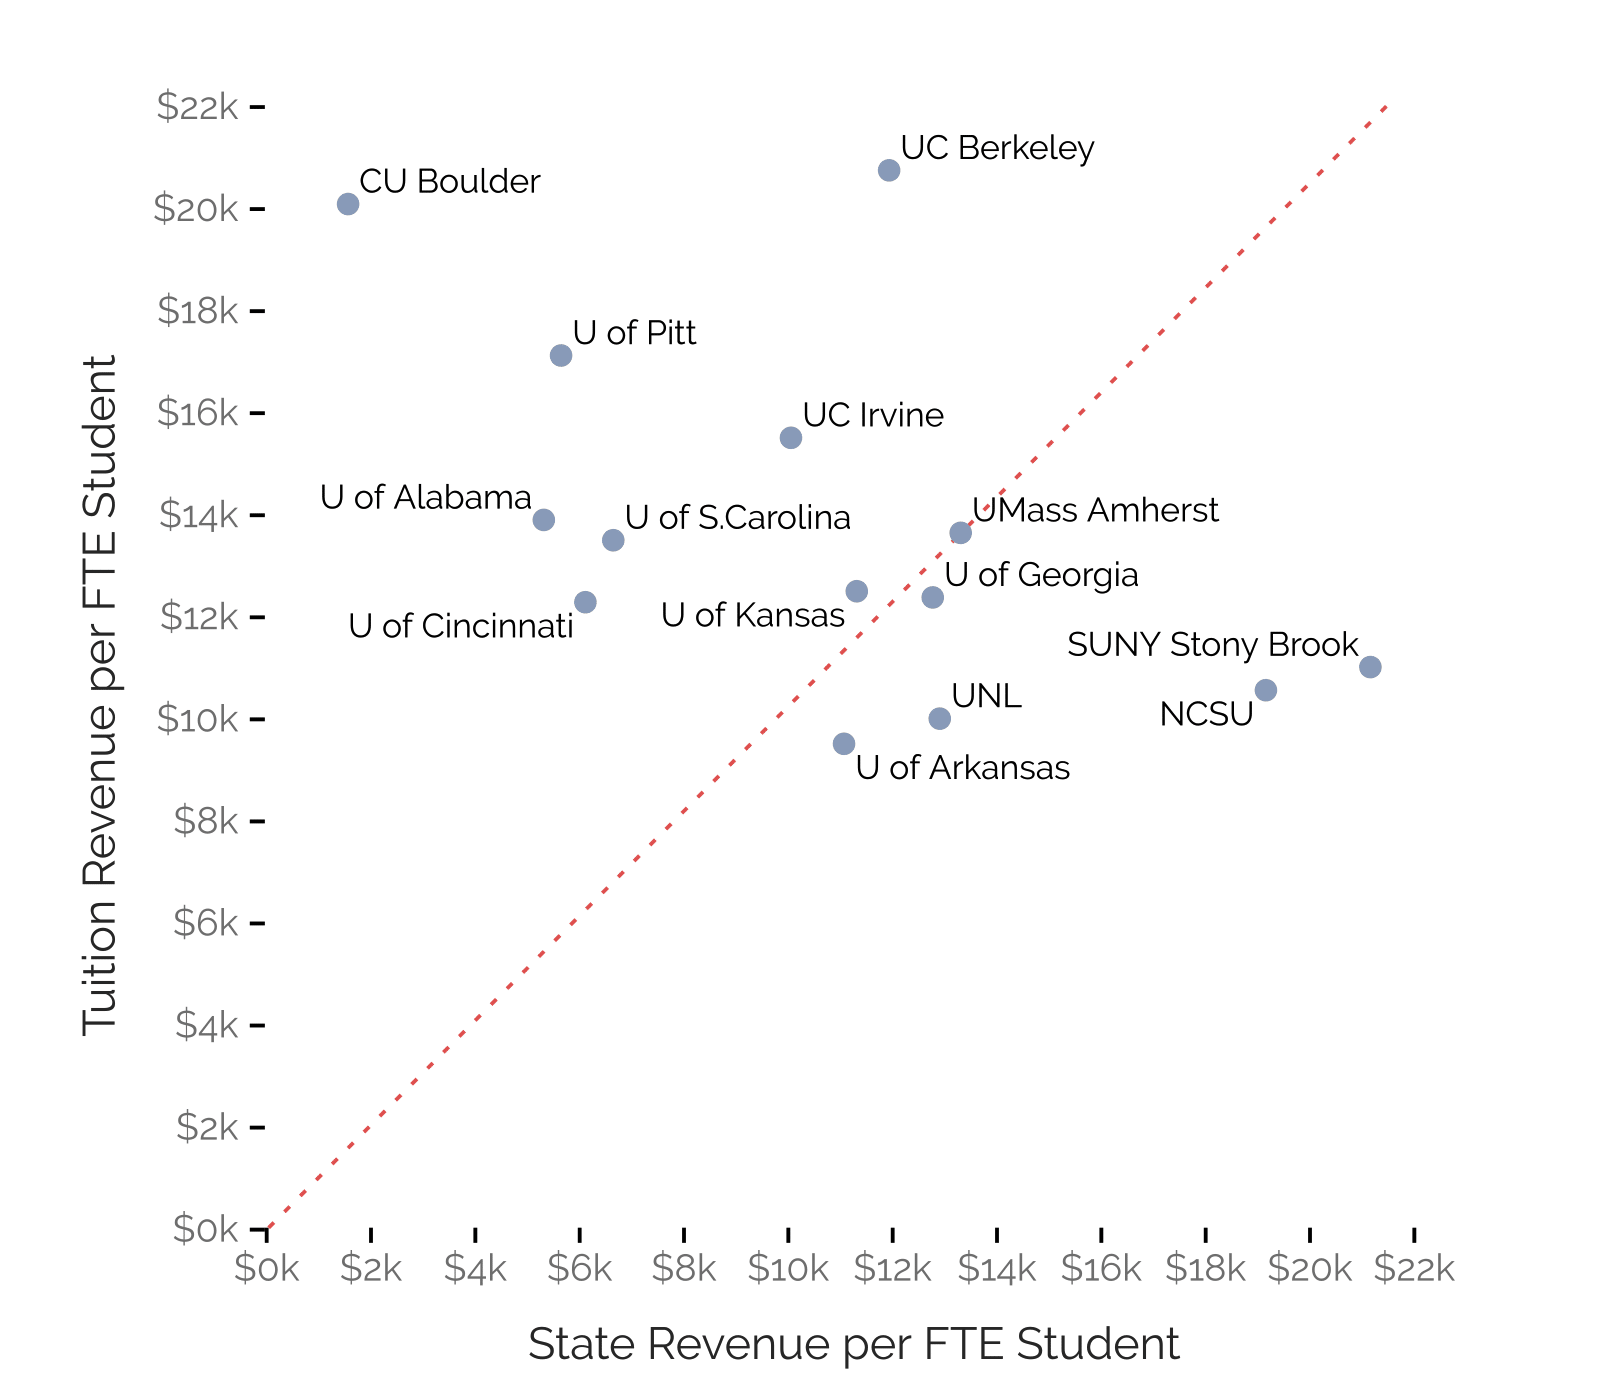 $22k
UC Berkeley
CU Boulder
$20k
$18k
U of Pitt
$16k
UC Irvine
U of Alabama
$14k
U of S.Carolina
UMass Amherst
U of Georgia
$12k
U of Kansas
U of Cincinnati
SUNY Stony Brook
UNL
$10k
NCSU
U of Arkansas
$8k
$6k
$4k
$2k
$0k
Tuition Revenue per FTE Student
$0k $2k $4k $6k $8k $10k $12k $14k $16k $18k $20k $22k
State Revenue per FTE Student